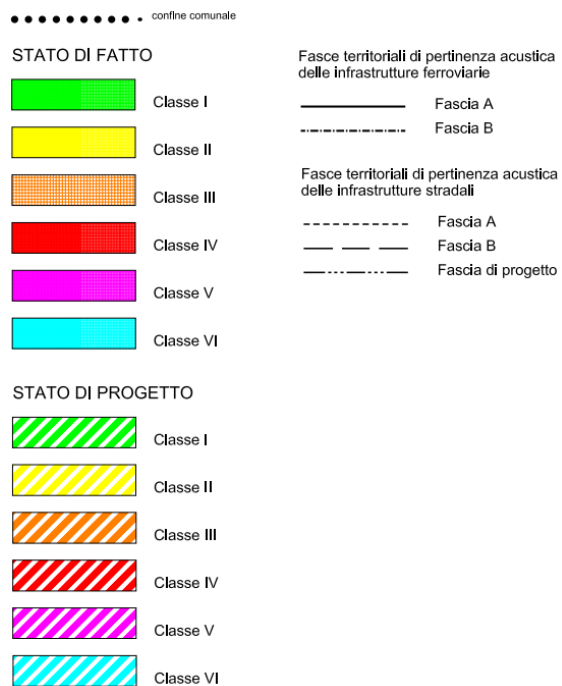 confine comunale
STATO DI FATTO
Classe I
Classe II
Classe III
Classe IV
Classe V
Classe VI
STATO DI PROGETTO
Classe I
Classe II
Classe III
Classe IV
Classe V
Classe VI
Fasce territoriali di pertinenza acustica
delle infrastrutture ferroviarie
Fascia A
Fascia B
Fasce territoriali di pertinenza acustica
delle infrastrutture stradali
Fascia A
Fascia B
Fascia di progetto